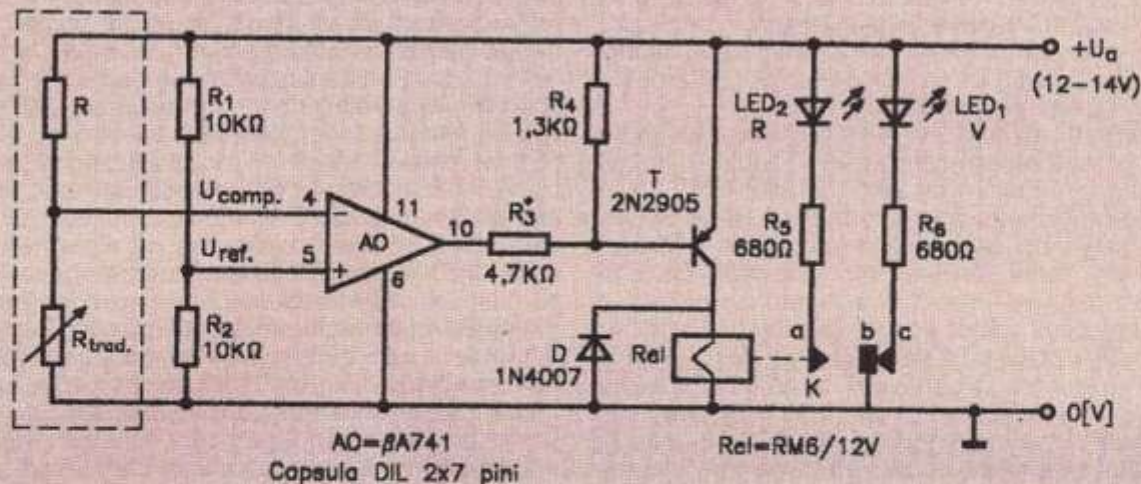 R
R1
10KΩ
R4
1,3KΩ
LED2
R
LED1
V
+Ua
(12-14V)
T
2N2905
Ucomp.
4
11
AO
10
R3*
4,7KΩ
R5
680Ω
R6
680Ω
Uref.
5
6
Rtrad.
R2
10KΩ
D
1N4007
Rel
a
b
c
K
0[V]
AO=βA741
Capsula DIL 2x7 pini
Rel=RM6/12V